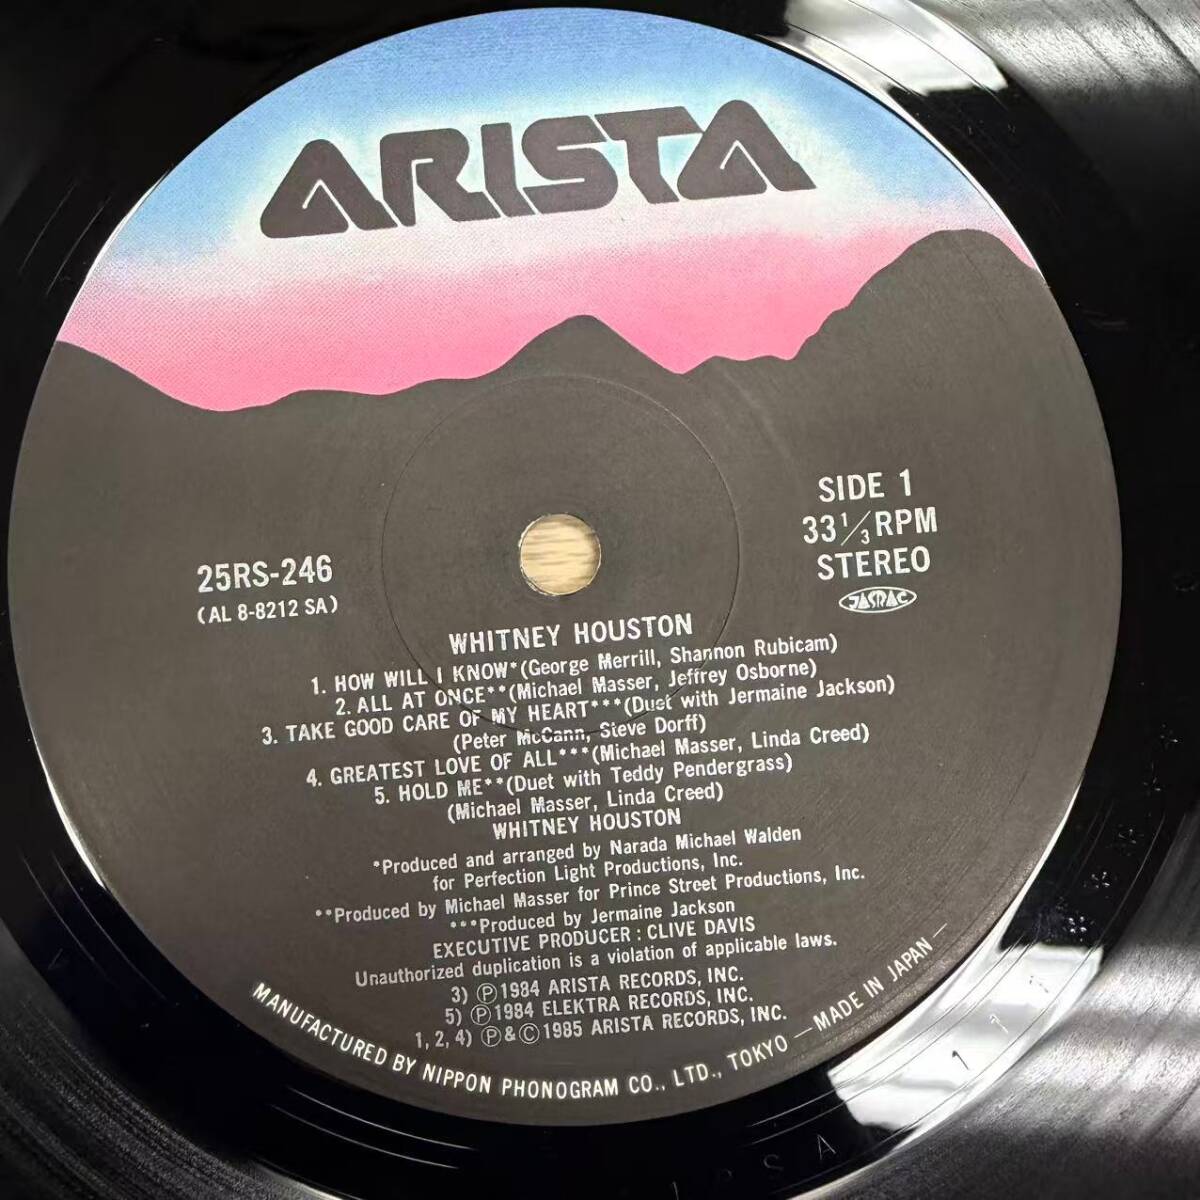 ARISTA
SIDE 1
33 1/3 RPM
STEREO
JASRAC
25RS-246
(AL 8-8212 SA)
WHITNEY HOUSTON
1. HOW WILL I KNOW*(George Merrill, Shannon Rubicam)
2. ALL AT ONCE**(Michael Masser, Jeffrey Osborne)
3. TAKE GOOD CARE OF MY HEART***(Duet with Jermaine Jackson)
(Peter McCann, Steve Dorff)
4. GREATEST LOVE OF ALL***(Michael Masser, Linda Creed)
5. HOLD ME**(Duet with Teddy Pendergrass)
(Michael Masser, Linda Creed)
WHITNEY HOUSTON
*Produced and arranged by Narada Michael Walden
for Perfection Light Productions, Inc.
**Produced by Michael Masser for Prince Street Productions, Inc.
***Produced by Jermaine Jackson
EXECUTIVE PRODUCER : CLIVE DAVIS
Unauthorized duplication is a violation of applicable laws.
3) ℗1984 ARISTA RECORDS, INC.
5) ℗1984 ELEKTRA RECORDS, INC.
1, 2, 4) ℗&©1985 ARISTA RECORDS, INC.
MANUFACTURED BY NIPPON PHONOGRAM CO., LTD., TOKYO —MADE IN JAPAN—